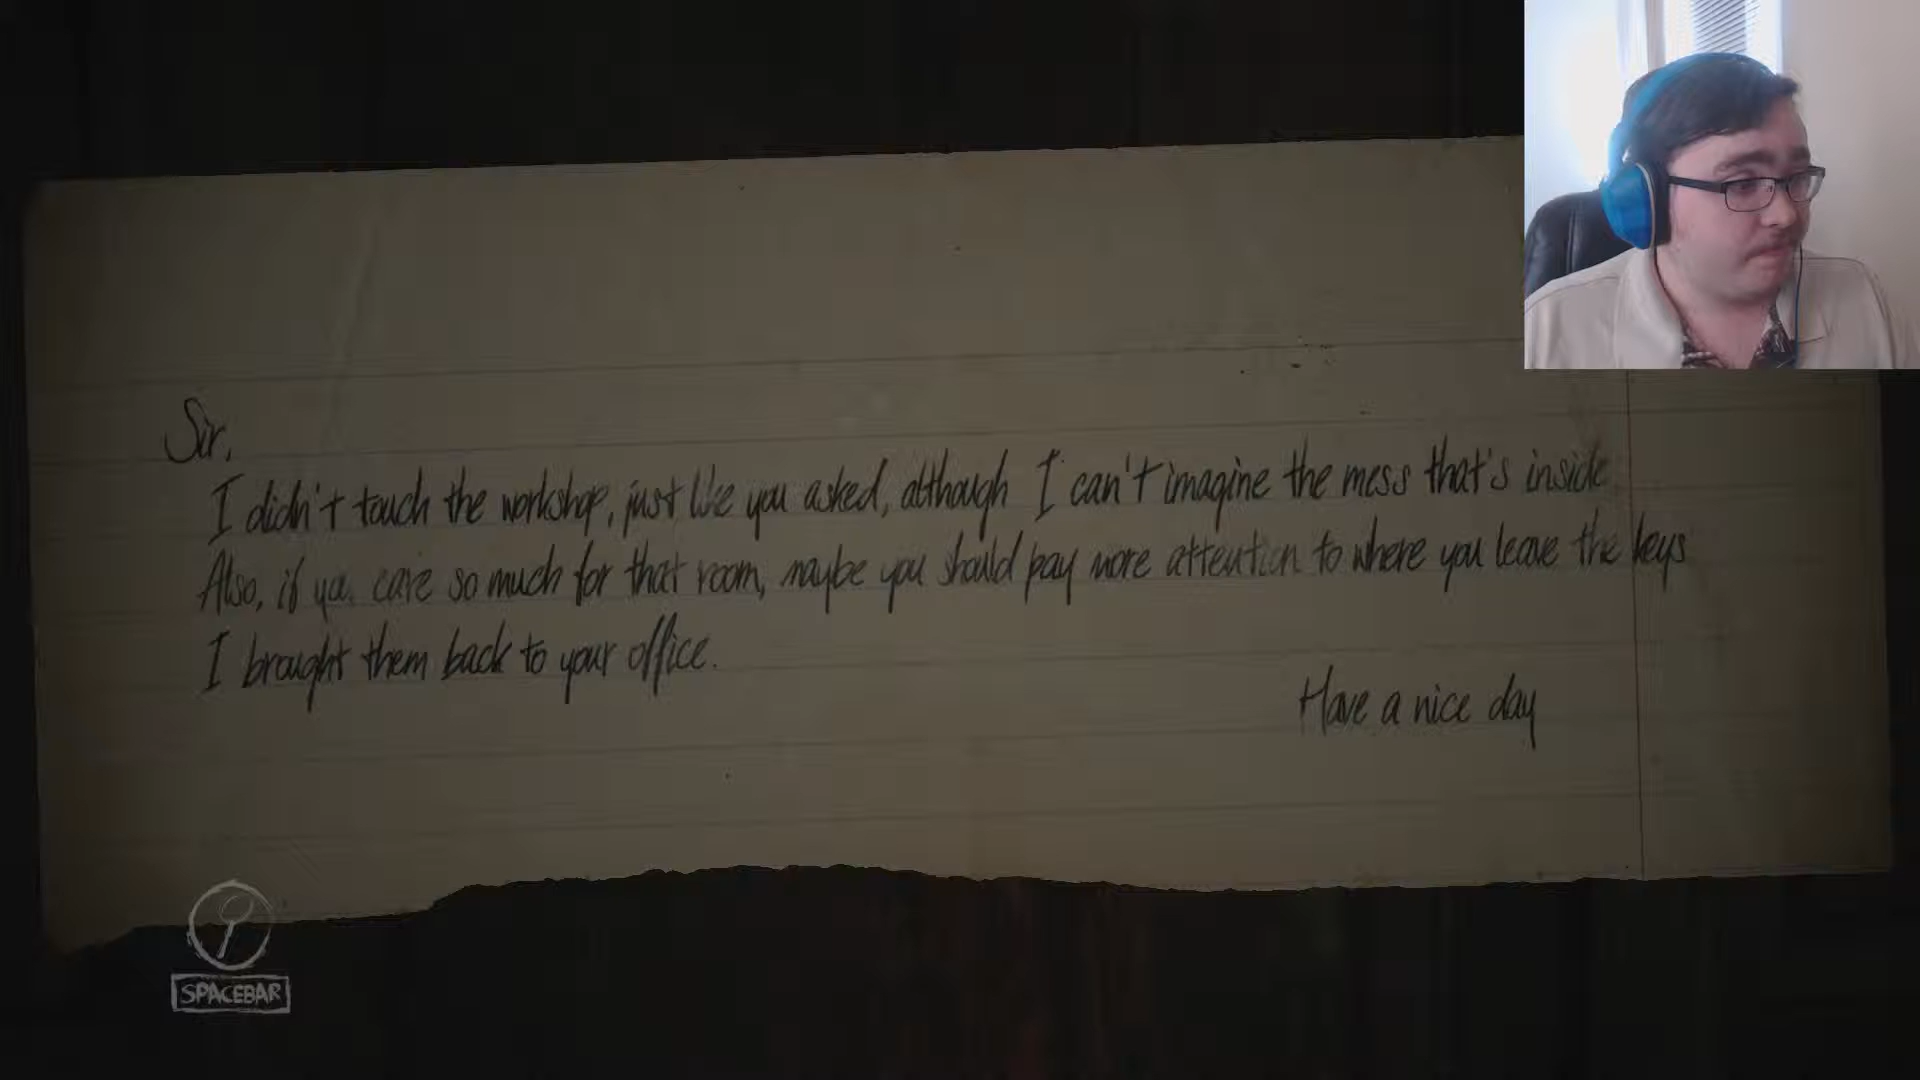 Sir,
I didn't touch the workshop, just like you asked, although I can't imagine the mess that's inside.
Also, if you care so much for that room, maybe you should pay more attention to where you leave the keys
I brought them back to your office.
Have a nice day
SPACEBAR